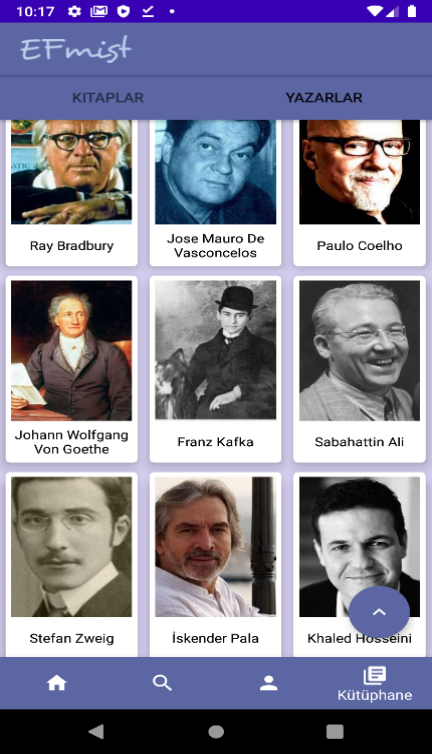 10:17
EFmist
KITAPLAR
YAZARLAR
Ray Bradbury
Jose Mauro De
Vasconcelos
Paulo Coelho
Johann Wolfgang
Von Goethe
Franz Kafka
Sabahattin Ali
Stefan Zweig
İskender Pala
Khaled Hosseini
Kütüphane